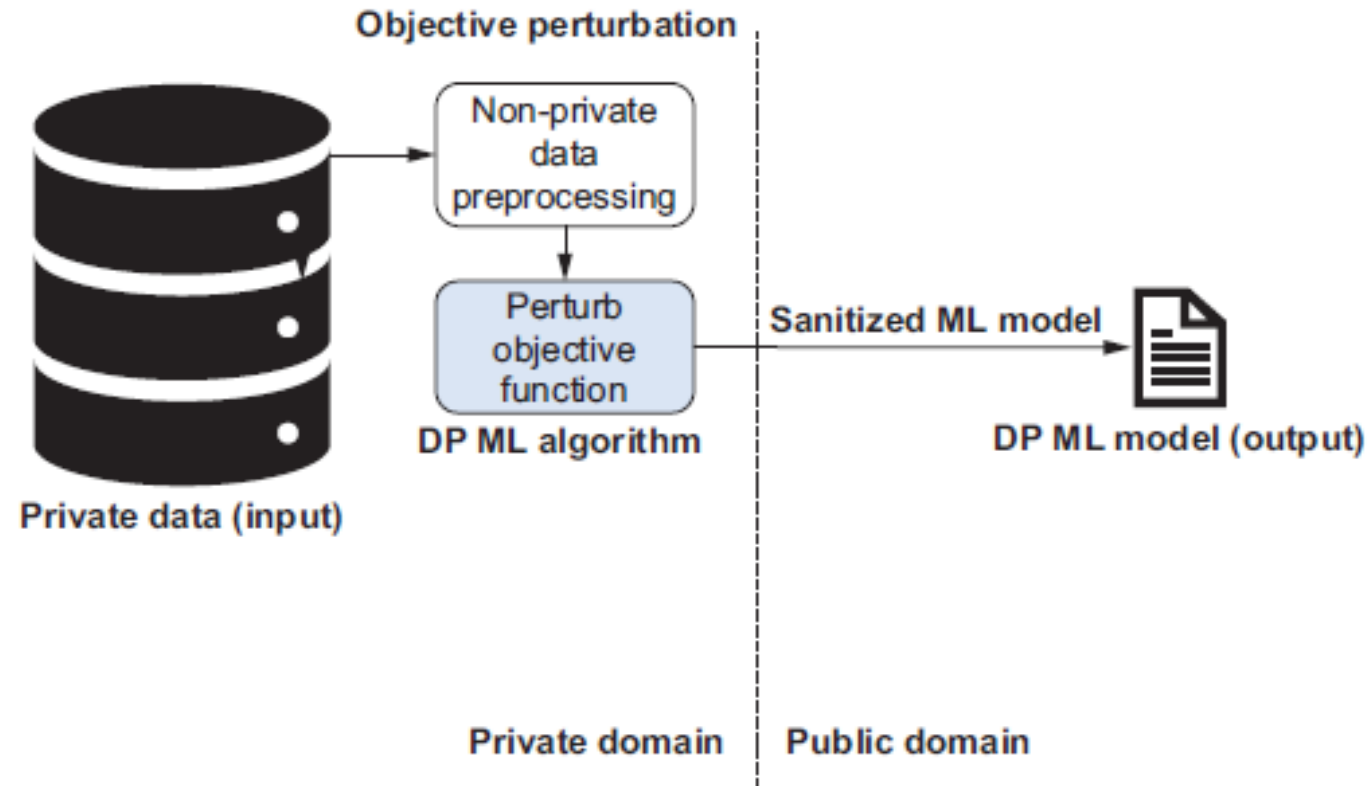 Objective perturbation
Non-private
data
preprocessing
Perturb
objective
function
DP ML algorithm
Private data (input)
Sanitized ML model
DP ML model (output)
Private domain
Public domain